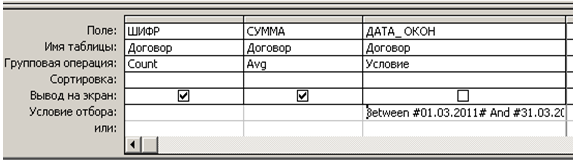 Поле: ШИФР СУММА ДАТА_ОКОН
Имя таблицы: Договор Договор Договор
Групповая операция: Count Avg Условие
Сортировка:
Вывод на экран:
Условие отбора: Between #01.03.2011# And #31.03.20
или: